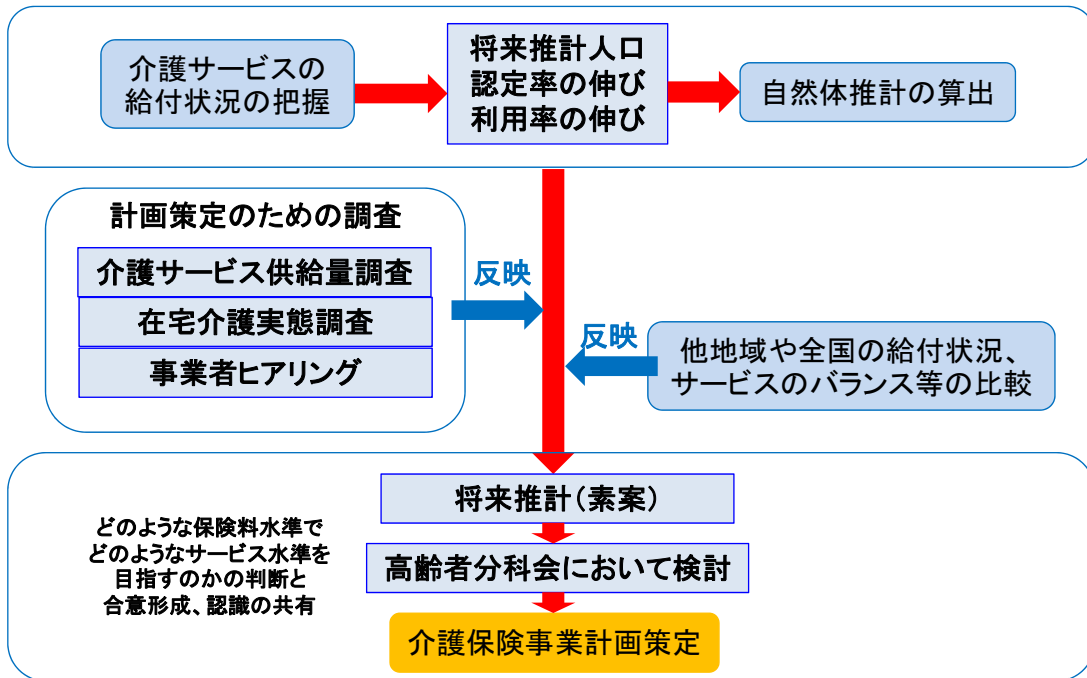 介護サービスの
給付状況の把握
将来推計人口
認定率の伸び
利用率の伸び
自然体推計の算出
計画策定のための調査
介護サービス供給量調査
在宅介護実態調査
事業者ヒアリング
反映
反映
他地域や全国の給付状況、
サービスのバランス等の比較
将来推計(素案)
どのような保険料水準で
どのようなサービス水準を
目指すのかの判断と
合意形成、認識の共有
高齢者分科会において検討
介護保険事業計画策定